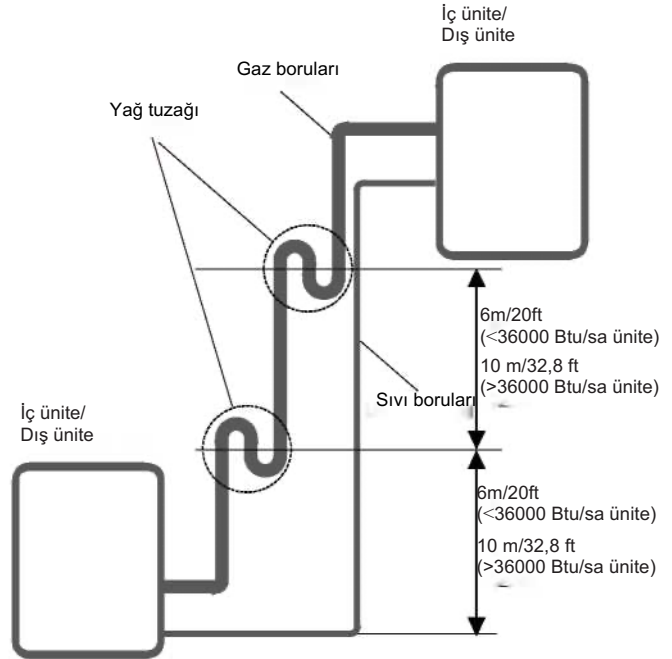 İç ünite/
Dış ünite
Gaz boruları
Yağ tuzağı
6m/20ft
(<36000 Btu/sa ünite)
10 m/32,8 ft
(>36000 Btu/sa ünite)
Sıvı boruları
İç ünite/
Dış ünite
6m/20ft
(<36000 Btu/sa ünite)
10 m/32,8 ft
(>36000 Btu/sa ünite)